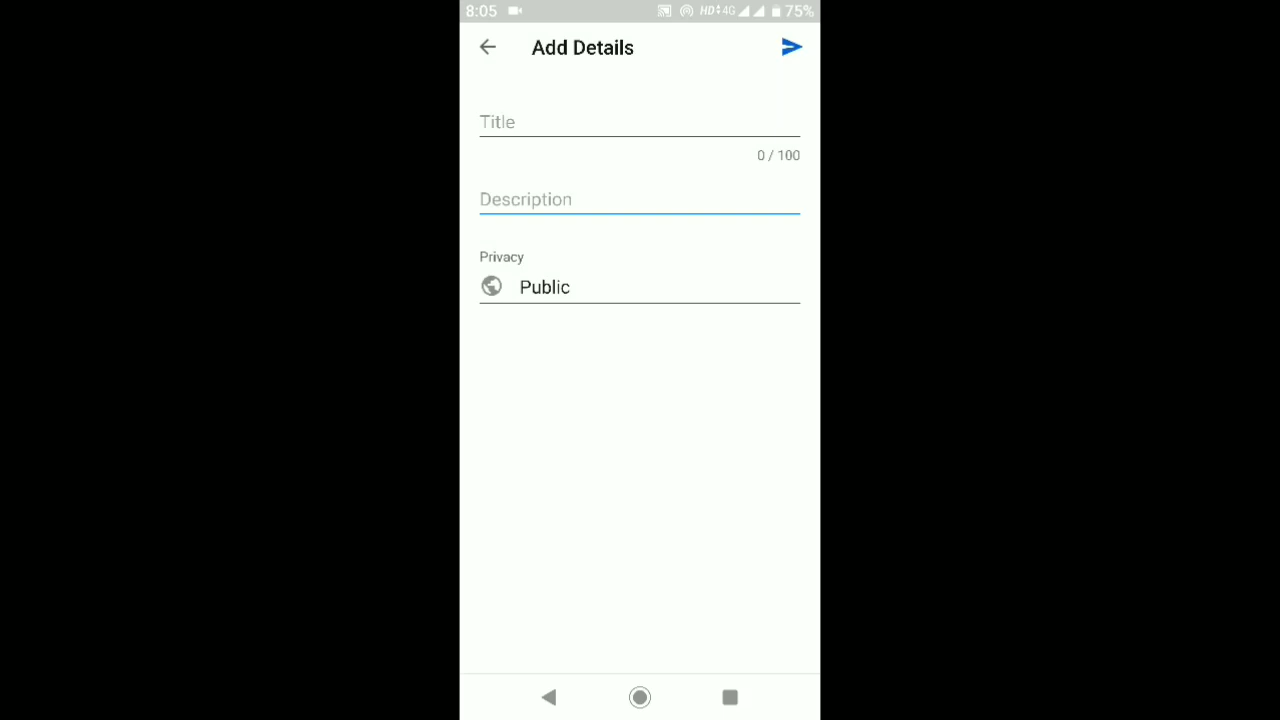 8:05 HD 4G 75%
Add Details
Title
0 / 100
Description
Privacy
Public